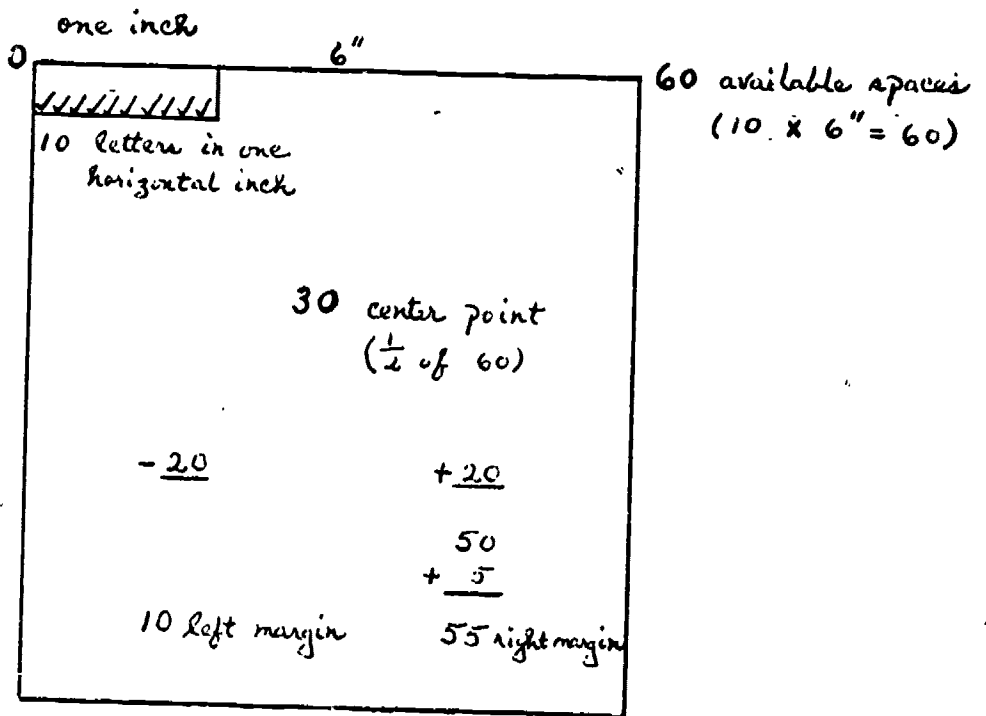 one inch
0 6"
60 available spaces
(10 x 6" = 60)
10 letters in one
horizontal inch
30 center point
(1/2 of 60)
- 20 + 20
50
+ 5
10 left margin 55 right margin